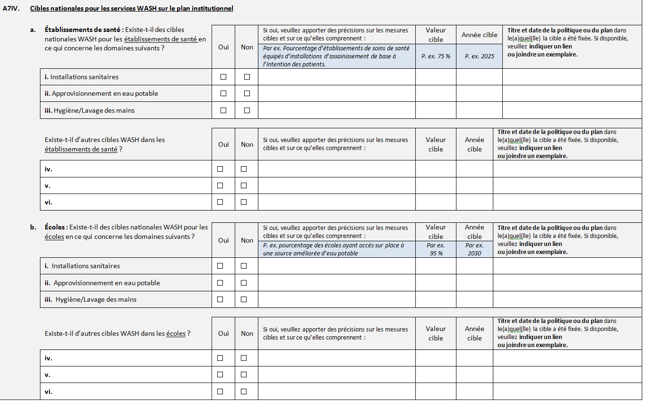 A7IV. Cibles nationales pour les services WASH sur le plan institutionnel
a. Établissements de santé : Existe-t-il des cibles
nationales WASH pour les établissements de santé en
ce qui concerne les domaines suivants ?
Oui
Non
Si oui, veuillez apporter des précisions sur les mesures
cibles et sur ce qu'elles comprennent :
Par ex. Pourcentage d'établissements de soins de santé
équipés d'installations d'assainissement de base à
l'intention des patients.
Valeur
cible
P. ex. 75 %
Année cible
P. ex. 2025
Titre et date de la politique ou du plan dans
le(a)quel(lle) la cible a été fixée. Si disponible,
veuillez indiquer un lien
ou joindre un exemplaire.
i. Installations sanitaires ☐ ☐
ii. Approvisionnement en eau potable ☐ ☐
iii. Hygiène/Lavage des mains ☐ ☐
Existe-t-il d'autres cibles WASH dans les
établissements de santé ?
Oui
Non
Si oui, veuillez apporter des précisions sur les mesures
cibles et sur ce qu'elles comprennent :
Valeur
cible
Année
cible
Titre et date de la politique ou du plan dans
le(a)quel(lle) la cible a été fixée. Si disponible,
veuillez indiquer un lien
ou joindre un exemplaire.
iv. ☐ ☐
v. ☐ ☐
vi. ☐ ☐
b. Écoles : Existe-t-il des cibles nationales WASH pour les
écoles en ce qui concerne les domaines suivants ?
Oui
Non
Si oui, veuillez apporter des précisions sur les mesures
cibles et sur ce qu'elles comprennent :
P. ex. pourcentage des écoles ayant accès sur place à
une source améliorée d'eau potable
Valeur
cible
Par ex.
95 %
Année
cible
Par ex.
2030
Titre et date de la politique ou du plan dans
le(a)quel(lle) la cible a été fixée. Si disponible,
veuillez indiquer un lien
ou joindre un exemplaire.
i. Installations sanitaires ☐ ☐
ii. Approvisionnement en eau potable ☐ ☐
iii. Hygiène/Lavage des mains ☐ ☐
Existe-t-il d'autres cibles WASH dans les écoles ?
Oui
Non
Si oui, veuillez apporter des précisions sur les mesures
cibles et sur ce qu'elles comprennent :
Valeur
cible
Année
cible
Titre et date de la politique ou du plan dans
le(a)quel(lle) la cible a été fixée. Si disponible,
veuillez indiquer un lien
ou joindre un exemplaire.
iv. ☐ ☐
v. ☐ ☐
vi. ☐ ☐